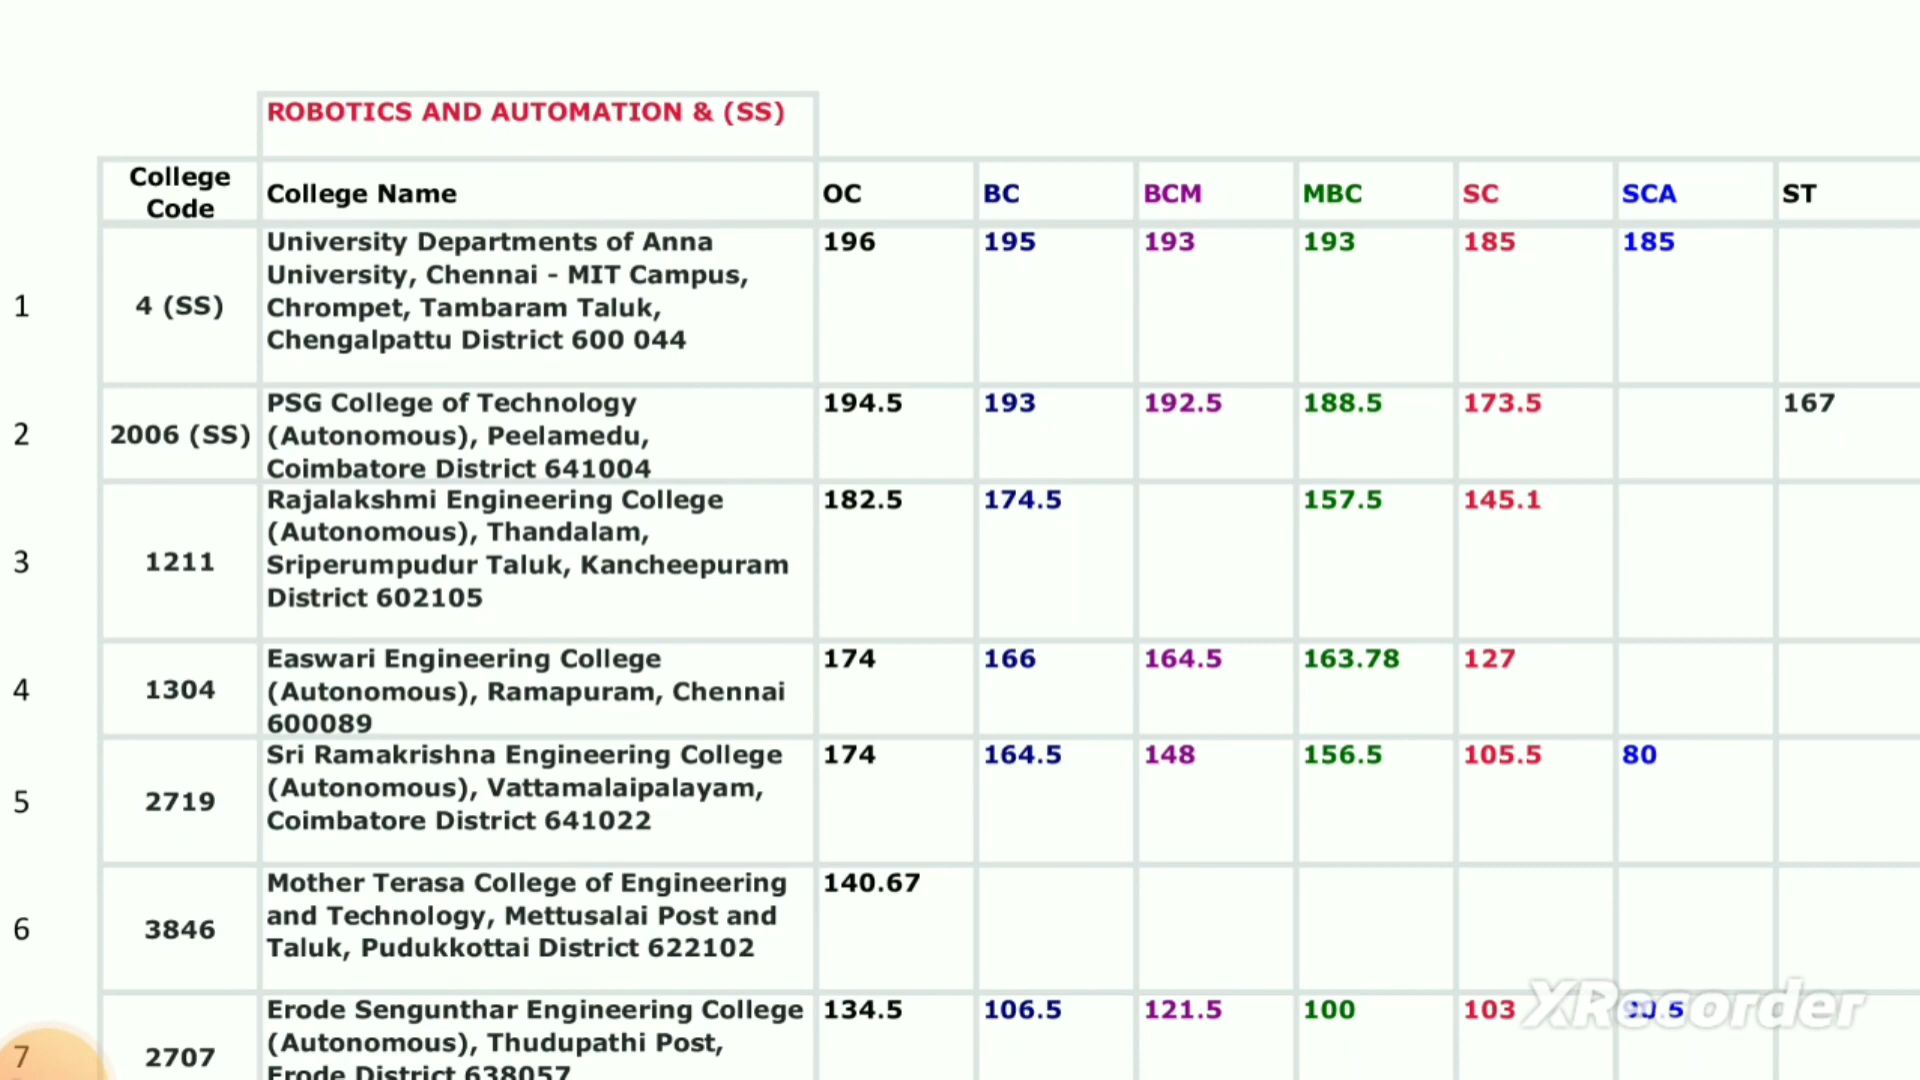 ROBOTICS AND AUTOMATION & (SS)
College Code College Name OC BC BCM MBC SC SCA ST
University Departments of Anna 196 195 193 193 185 185
University, Chennai - MIT Campus,
1 4 (SS) Chrompet, Tambaram Taluk,
Chengalpattu District 600 044
PSG College of Technology 194.5 193 192.5 188.5 173.5 167
2 2006 (SS) (Autonomous), Peelamedu,
Coimbatore District 641004
Rajalakshmi Engineering College 182.5 174.5 157.5 145.1
(Autonomous), Thandalam,
3 1211 Sriperumpudur Taluk, Kancheepuram
District 602105
Easwari Engineering College 174 166 164.5 163.78 127
4 1304 (Autonomous), Ramapuram, Chennai
600089
Sri Ramakrishna Engineering College 174 164.5 148 156.5 105.5 80
5 2719 (Autonomous), Vattamalaipalayam,
Coimbatore District 641022
Mother Terasa College of Engineering 140.67
6 3846 and Technology, Mettusalai Post and
Taluk, Pudukkottai District 622102
Erode Sengunthar Engineering College 134.5 106.5 121.5 100 103 90.5
7 2707 (Autonomous), Thudupathi Post,
Erode District 638057
XRecorder